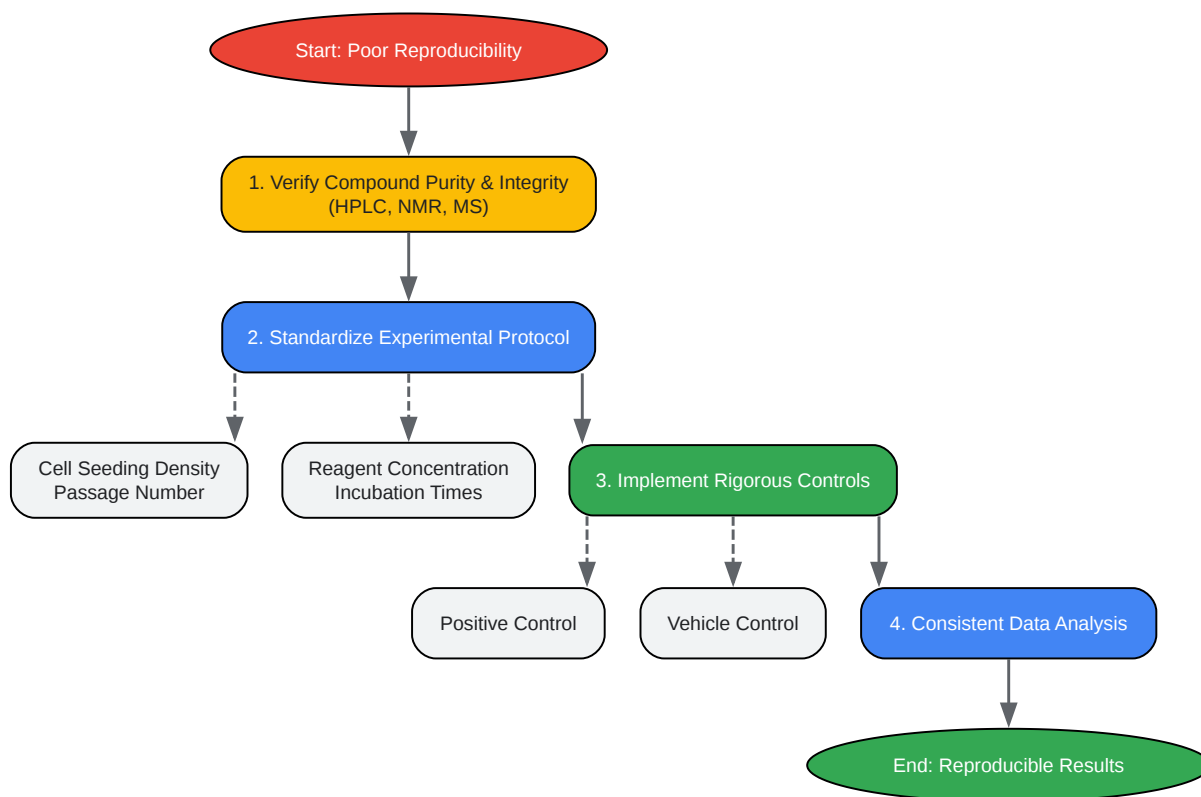 Start: Poor Reproducibility
1. Verify Compound Purity & Integrity
(HPLC, NMR, MS)
2. Standardize Experimental Protocol
Cell Seeding Density
Passage Number
Reagent Concentration
Incubation Times
3. Implement Rigorous Controls
Positive Control
Vehicle Control
4. Consistent Data Analysis
End: Reproducible Results